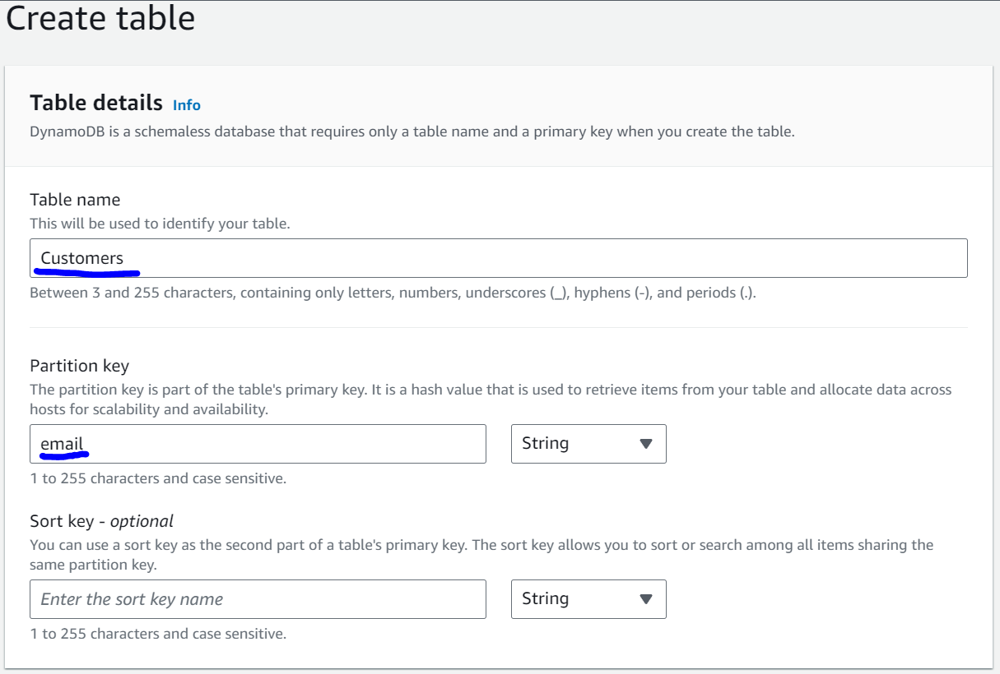 Create table
Table details Info
DynamoDB is a schemaless database that requires only a table name and a primary key when you create the table.
Table name
This will be used to identify your table.
Customers
Between 3 and 255 characters, containing only letters, numbers, underscores (_), hyphens (-), and periods (.).
Partition key
The partition key is part of the table's primary key. It is a hash value that is used to retrieve items from your table and allocate data across
hosts for scalability and availability.
email String
1 to 255 characters and case sensitive.
Sort key - optional
You can use a sort key as the second part of a table's primary key. The sort key allows you to sort or search among all items sharing the
same partition key.
Enter the sort key name String
1 to 255 characters and case sensitive.